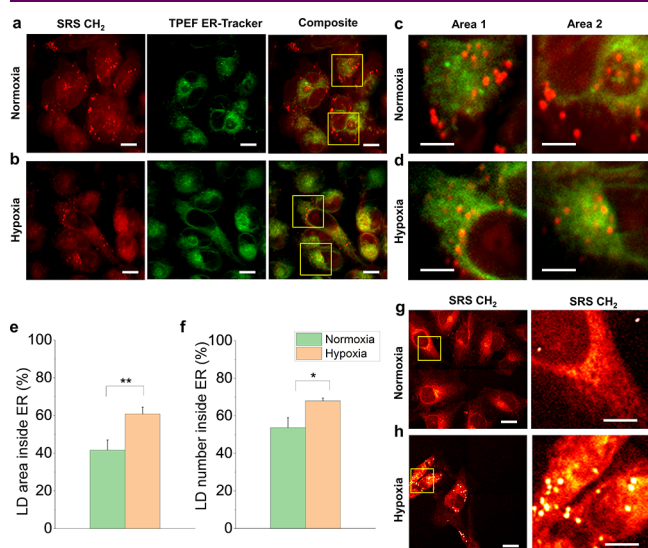 a
SRS CH₂
TPEF ER-Tracker
Composite
Normoxia
b
Hypoxia
c
Area 1
Area 2
Normoxia
d
Hypoxia
e
LD area inside ER (%)
100
80
60
40
20
0
**
f
LD number inside ER (%)
100
80
60
40
20
0
*
Normoxia
Hypoxia
g
SRS CH₂
SRS CH₂
Normoxia
h
Hypoxia